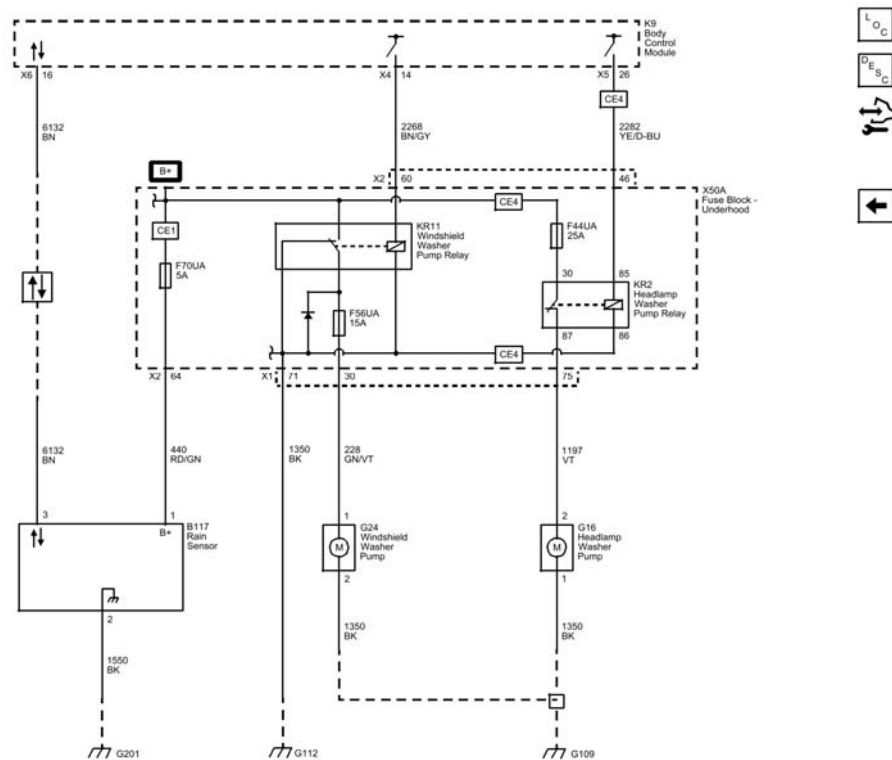 K9
Body
Control
Module
L O C
D E S C
X6 16
X4 14
X5 26
CE4
6132
BN
2268
BN/GY
2282
YE/D-BU
B+
X2 60
46
X50A
Fuse Block -
Underhood
CE1
CE4
KR11
Windshield
Washer
Pump Relay
F44UA
25A
F70UA
5A
30
85
KR2
Headlamp
Washer
Pump Relay
F56UA
15A
87
86
CE4
X2 64
X1 71
30
75
6132
BN
440
RD/GN
1350
BK
228
GN/VT
1197
VT
3
1
B+
B117
Rain
Sensor
1
M
G24
Windshield
Washer
Pump
2
2
M
G16
Headlamp
Washer
Pump
1
2
1550
BK
1350
BK
1350
BK
G201
G112
G109